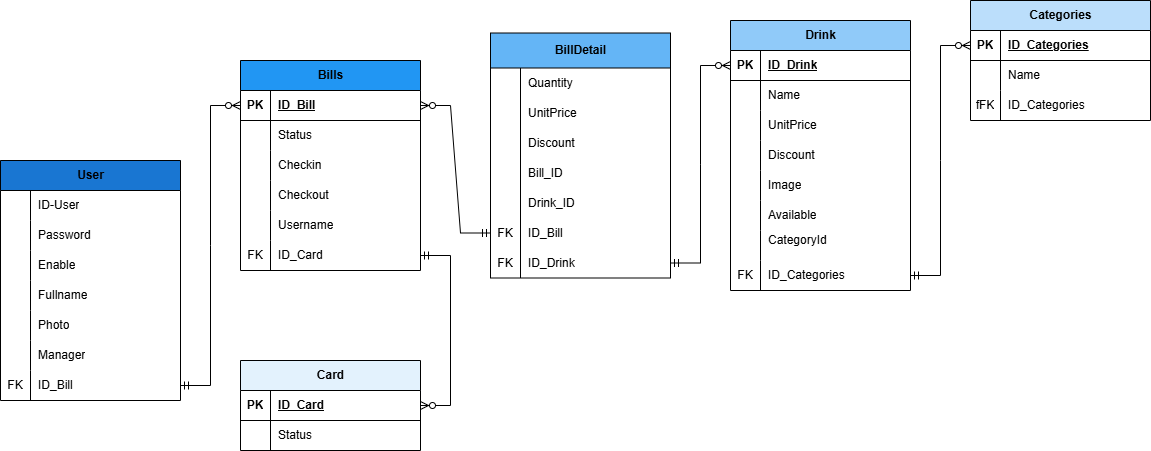 User
ID-User
Password
Enable
Fullname
Photo
Manager
FK ID_Bill
Bills
PK ID_Bill
Status
Checkin
Checkout
Username
FK ID_Card
Card
PK ID_Card
Status
BillDetail
Quantity
UnitPrice
Discount
Bill_ID
Drink_ID
FK ID_Bill
FK ID_Drink
Drink
PK ID_Drink
Name
UnitPrice
Discount
Image
Available
CategoryId
FK ID_Categories
Categories
PK ID_Categories
Name
fFK ID_Categories